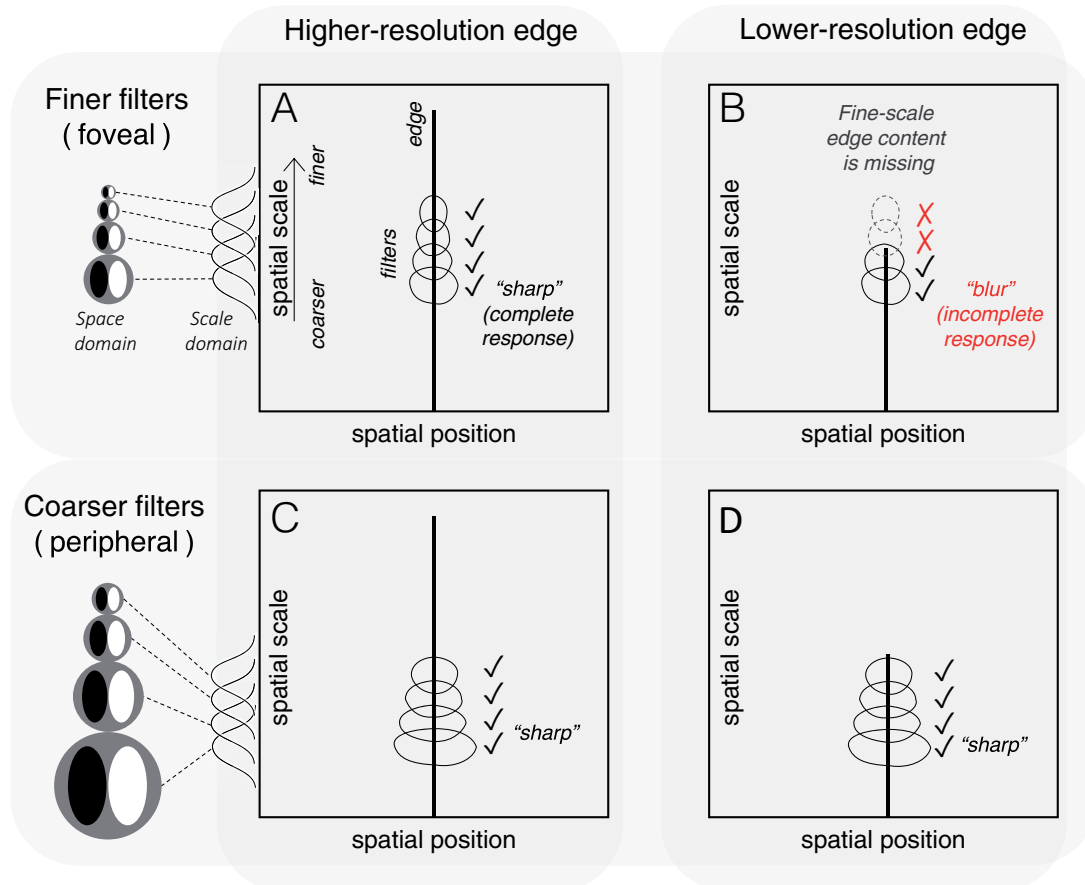 Higher-resolution edge
Lower-resolution edge
Finer filters
( foveal )
Space
domain
Scale
domain
A
edge
finer
spatial scale
coarser
filters
✓
✓
✓
✓
“sharp”
(complete
response)
spatial position
B
Fine-scale
edge content
is missing
spatial scale
✗
✗
✓
✓
“blur”
(incomplete
response)
spatial position
Coarser filters
( peripheral )
C
spatial scale
✓
✓
✓
✓
“sharp”
spatial position
D
spatial scale
✓
✓
✓
✓
“sharp”
spatial position